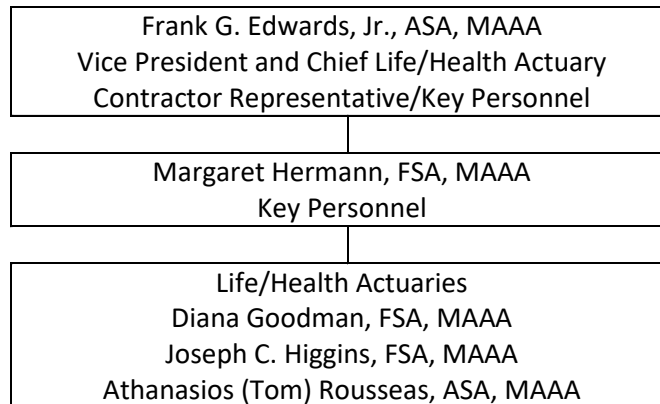 Frank G. Edwards, Jr., ASA, MAAA
Vice President and Chief Life/Health Actuary
Contractor Representative/Key Personnel
Margaret Hermann, FSA, MAAA
Key Personnel
Life/Health Actuaries
Diana Goodman, FSA, MAAA
Joseph C. Higgins, FSA, MAAA
Athanasios (Tom) Rousseas, ASA, MAAA